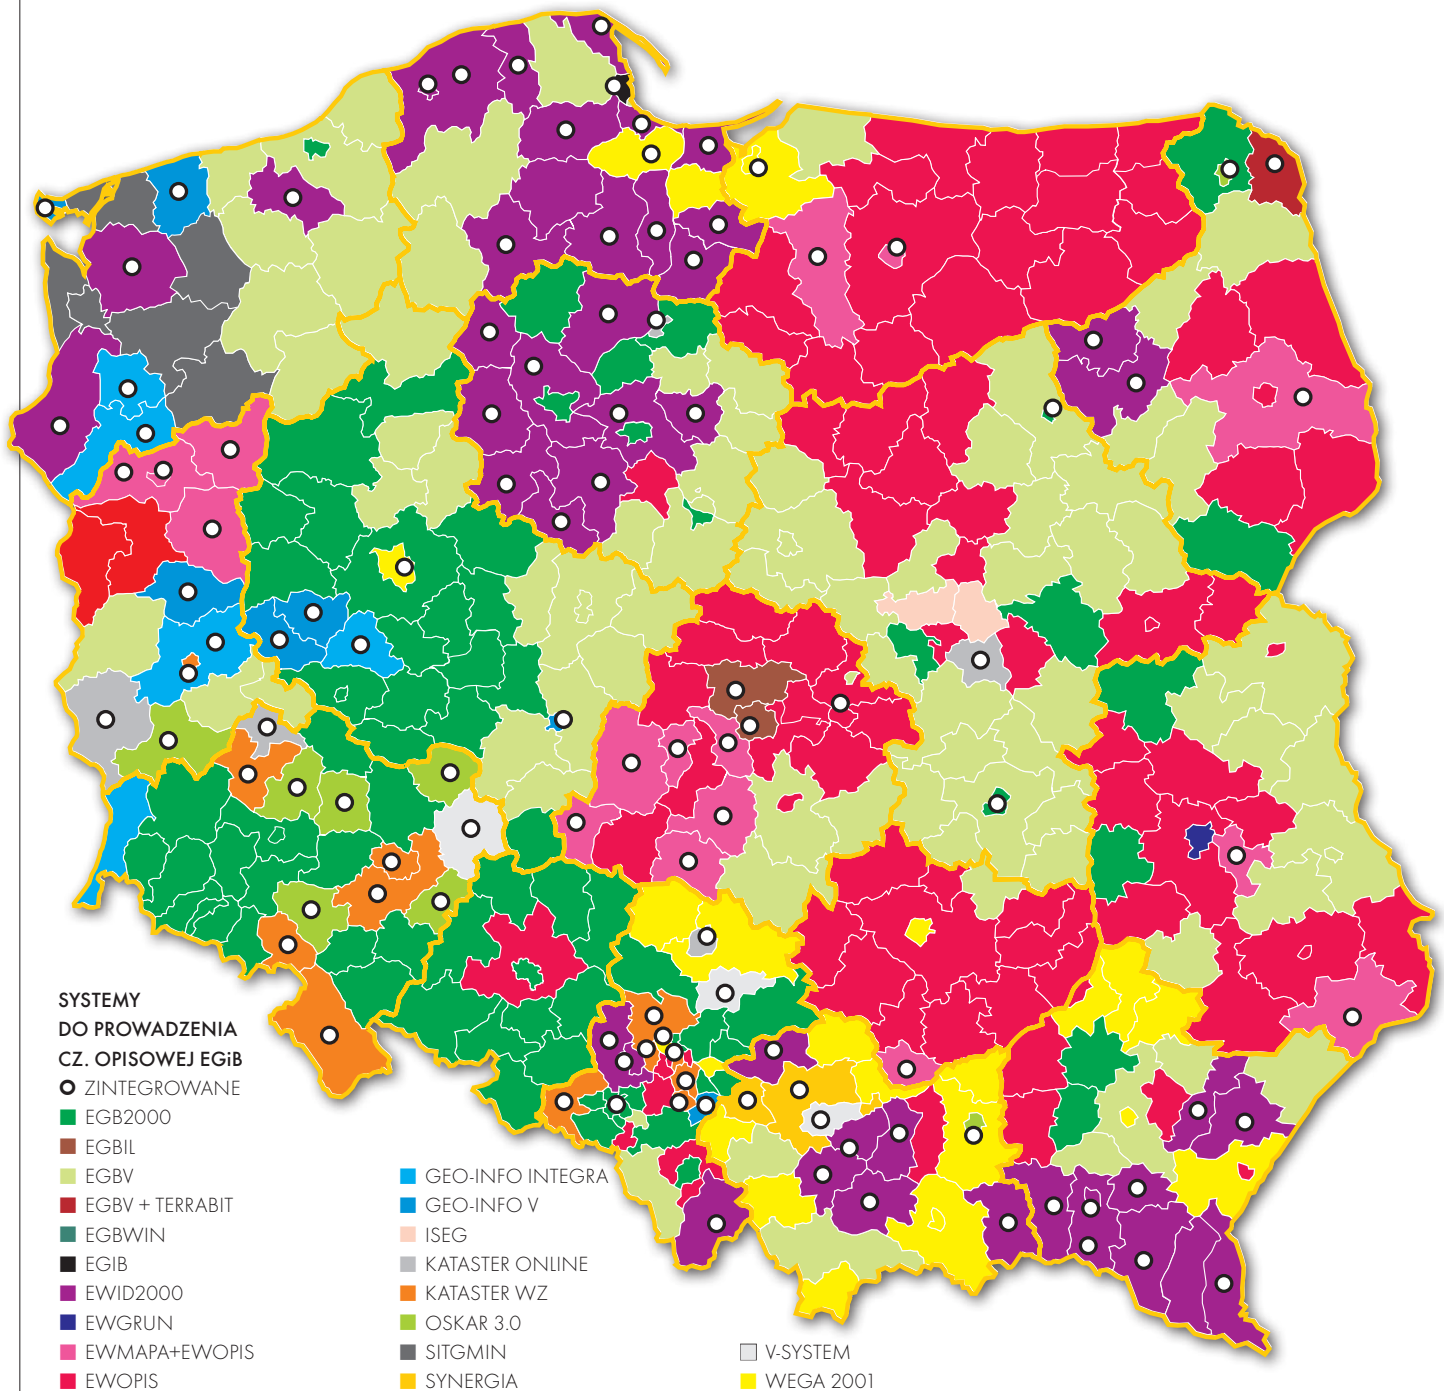 SYSTEMY
DO PROWADZENIA
CZ. OPISOWEJ EGiB
ZINTEGROWANE
EGB2000
EGBIL
EGBV
EGBV + TERRABIT
EGBWIN
EGIB
EWID2000
EWGRUN
EWMAPA+EWOPIS
EWOPIS
GEO-INFO INTEGRA
GEO-INFO V
ISEG
KATASTER ONLINE
KATASTER WZ
OSKAR 3.0
SITGMIN
SYNERGIA
V-SYSTEM
WEGA 2001